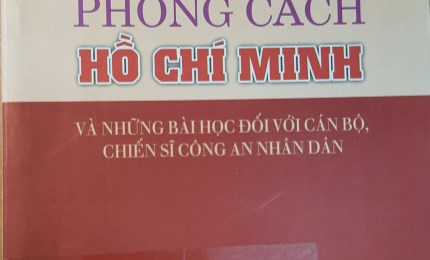 PHONG CÁCH
HỒ CHÍ MINH
VÀ NHỮNG BÀI HỌC ĐỐI VỚI CÁN BỘ,
CHIẾN SĨ CÔNG AN NHÂN DÂN